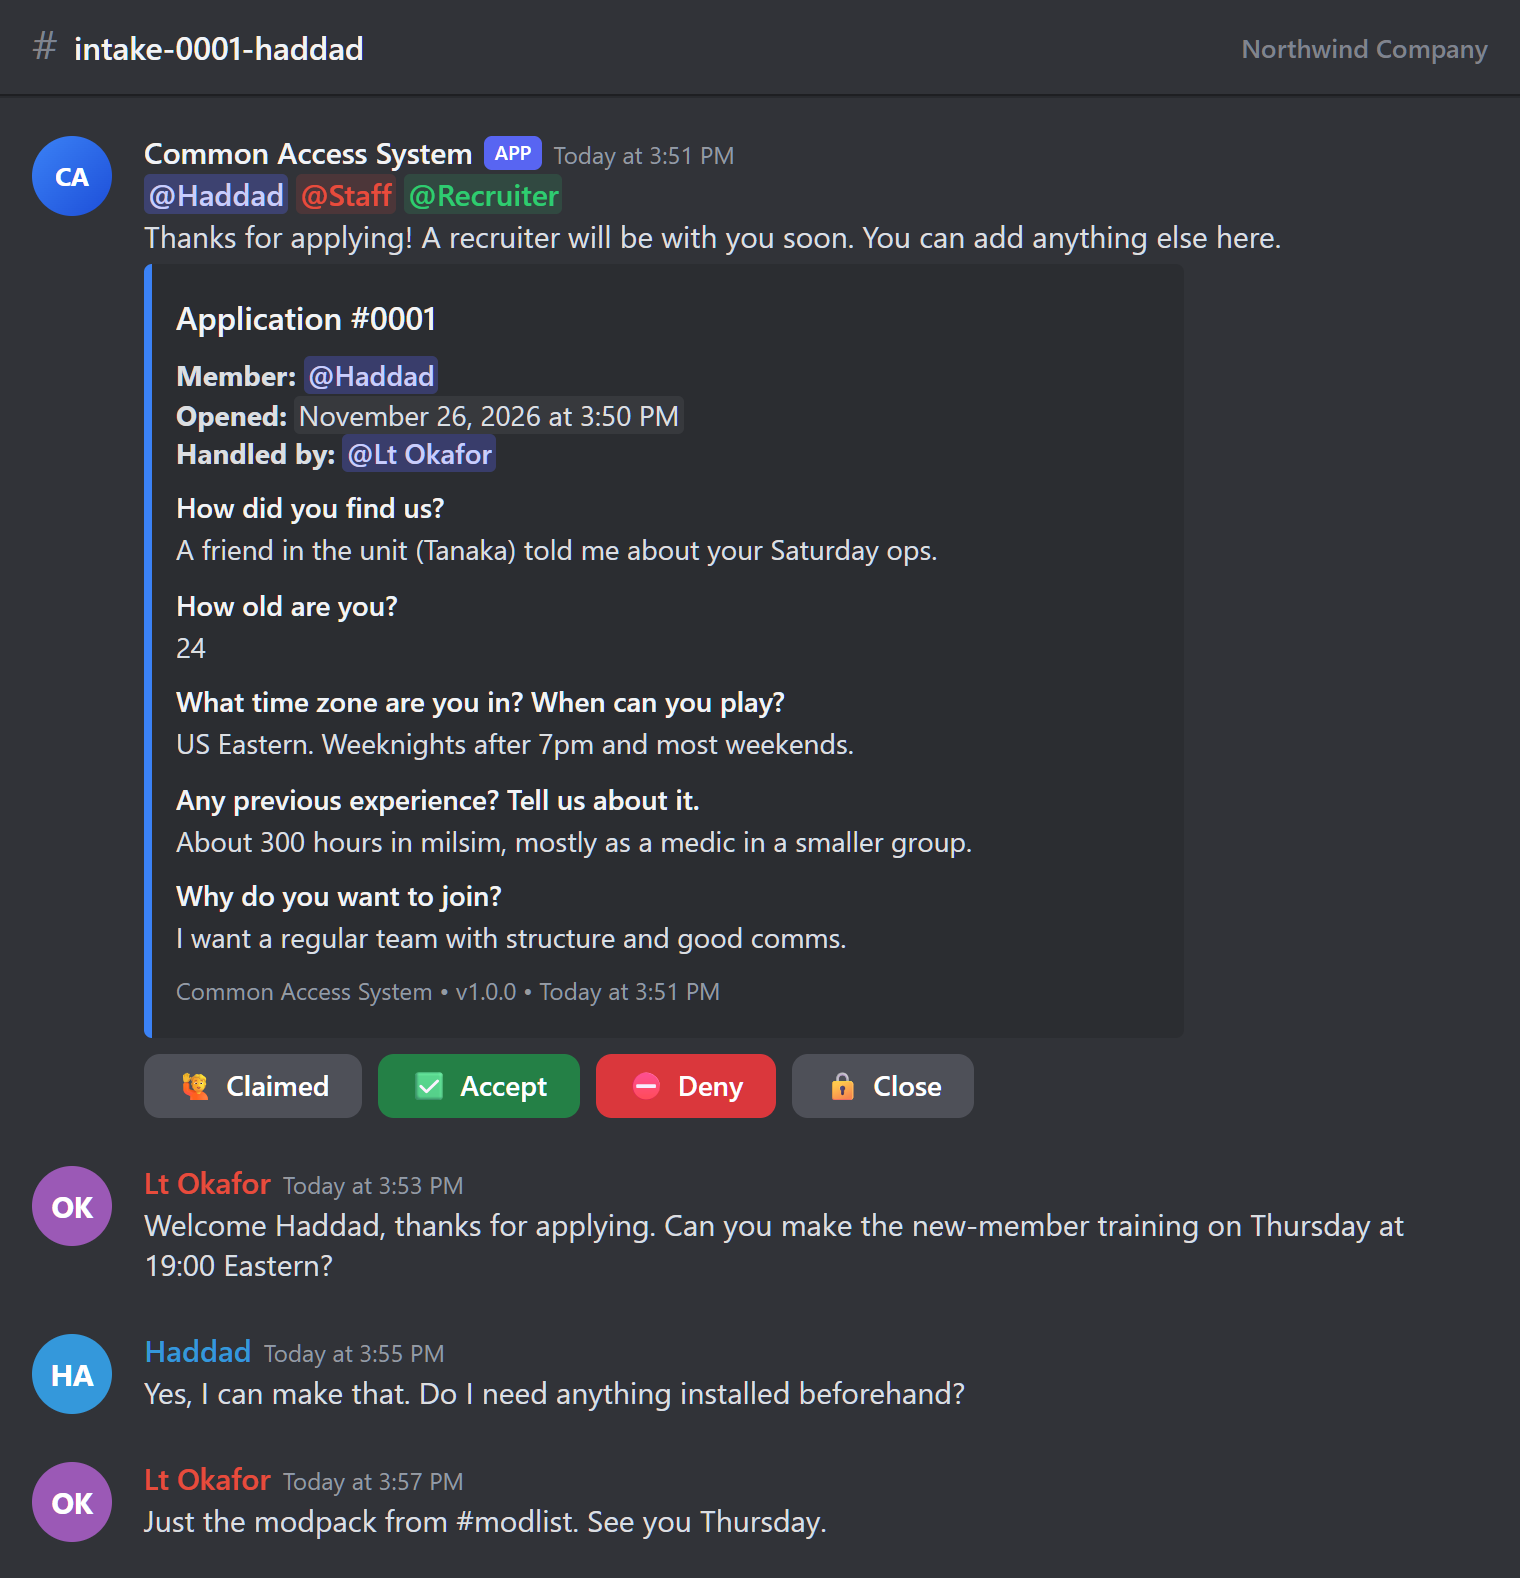 # intake-0001-haddad
Northwind Company
CA
Common Access System APP Today at 3:51 PM
@Haddad @Staff @Recruiter
Thanks for applying! A recruiter will be with you soon. You can add anything else here.
Application #0001
Member: @Haddad
Opened: November 26, 2026 at 3:50 PM
Handled by: @Lt Okafor
How did you find us?
A friend in the unit (Tanaka) told me about your Saturday ops.
How old are you?
24
What time zone are you in? When can you play?
US Eastern. Weeknights after 7pm and most weekends.
Any previous experience? Tell us about it.
About 300 hours in milsim, mostly as a medic in a smaller group.
Why do you want to join?
I want a regular team with structure and good comms.
Common Access System • v1.0.0 • Today at 3:51 PM
Claimed
Accept
Deny
Close
OK
Lt Okafor Today at 3:53 PM
Welcome Haddad, thanks for applying. Can you make the new-member training on Thursday at
19:00 Eastern?
HA
Haddad Today at 3:55 PM
Yes, I can make that. Do I need anything installed beforehand?
OK
Lt Okafor Today at 3:57 PM
Just the modpack from #modlist. See you Thursday.